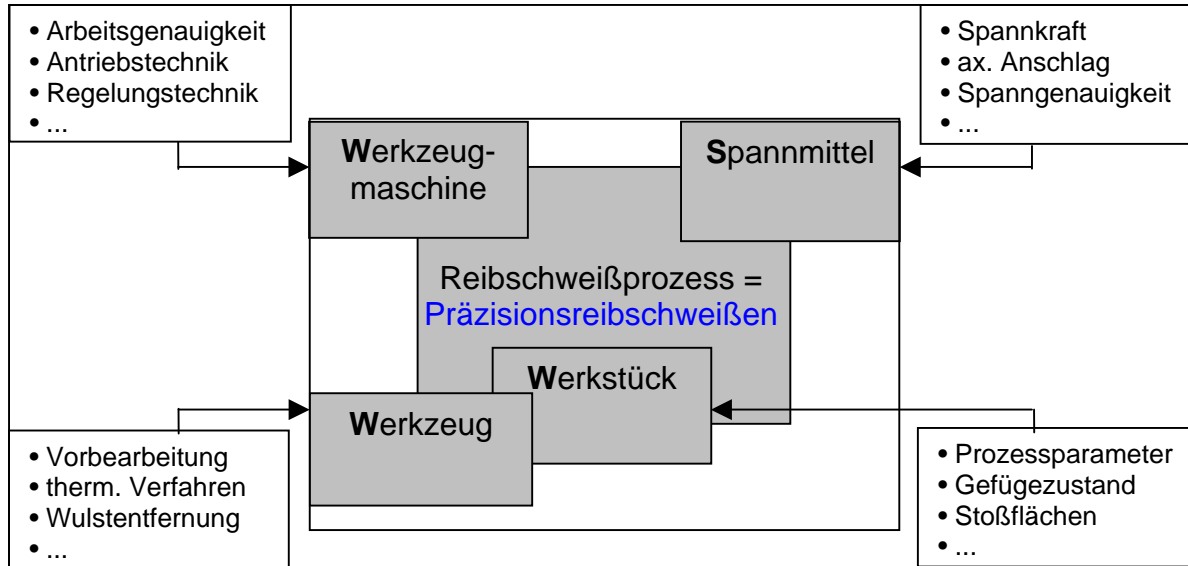 • Arbeitsgenauigkeit
• Antriebstechnik
• Regelungstechnik
• ...
• Spannkraft
• ax. Anschlag
• Spanngenauigkeit
• ...
Werkzeug-
maschine
Spannmittel
Reibschweißprozess =
Präzisionsreibschweißen
Werkstück
Werkzeug
• Vorbearbeitung
• therm. Verfahren
• Wulstentfernung
• ...
• Prozessparameter
• Gefügezustand
• Stoßflächen
• ...